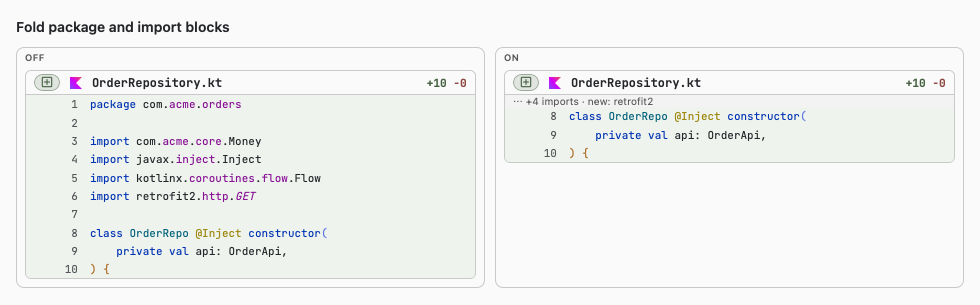 Fold package and import blocks
OFF
OrderRepository.kt +10 -0
1 package com.acme.orders
2
3 import com.acme.core.Money
4 import javax.inject.Inject
5 import kotlinx.coroutines.flow.Flow
6 import retrofit2.http.GET
7
8 class OrderRepo @Inject constructor(
9 private val api: OrderApi,
10 ) {
ON
OrderRepository.kt +10 -0
··· +4 imports · new: retrofit2
8 class OrderRepo @Inject constructor(
9 private val api: OrderApi,
10 ) {